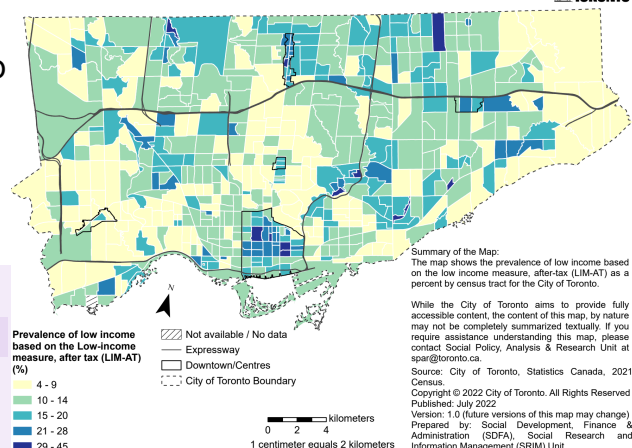 Summary of the Map:
The map shows the prevalence of low income based
on the low income measure, after-tax (LIM-AT) as a
percent by census tract for the City of Toronto.
While the City of Toronto aims to provide fully
accessible content, the content of this map, by nature
may not be completely summarized textually. If you
require assistance understanding this map, please
contact Social Policy, Analysis & Research Unit at
spar@toronto.ca.
Source: City of Toronto, Statistics Canada, 2021
Census.
Copyright © 2022 City of Toronto. All Rights Reserved
Published: July 2022
Version: 1.0 (future versions of this map may change)
Prepared by: Social Development, Finance &
Administration (SDFA), Social Research and
Information Management (SRIM) Unit
N
Prevalence of low income
based on the Low-income
measure, after tax (LIM-AT)
(%)
4 - 9
10 - 14
15 - 20
21 - 28
29 - 45
Not available / No data
Expressway
Downtown/Centres
City of Toronto Boundary
kilometers
0 2 4
1 centimeter equals 2 kilometers